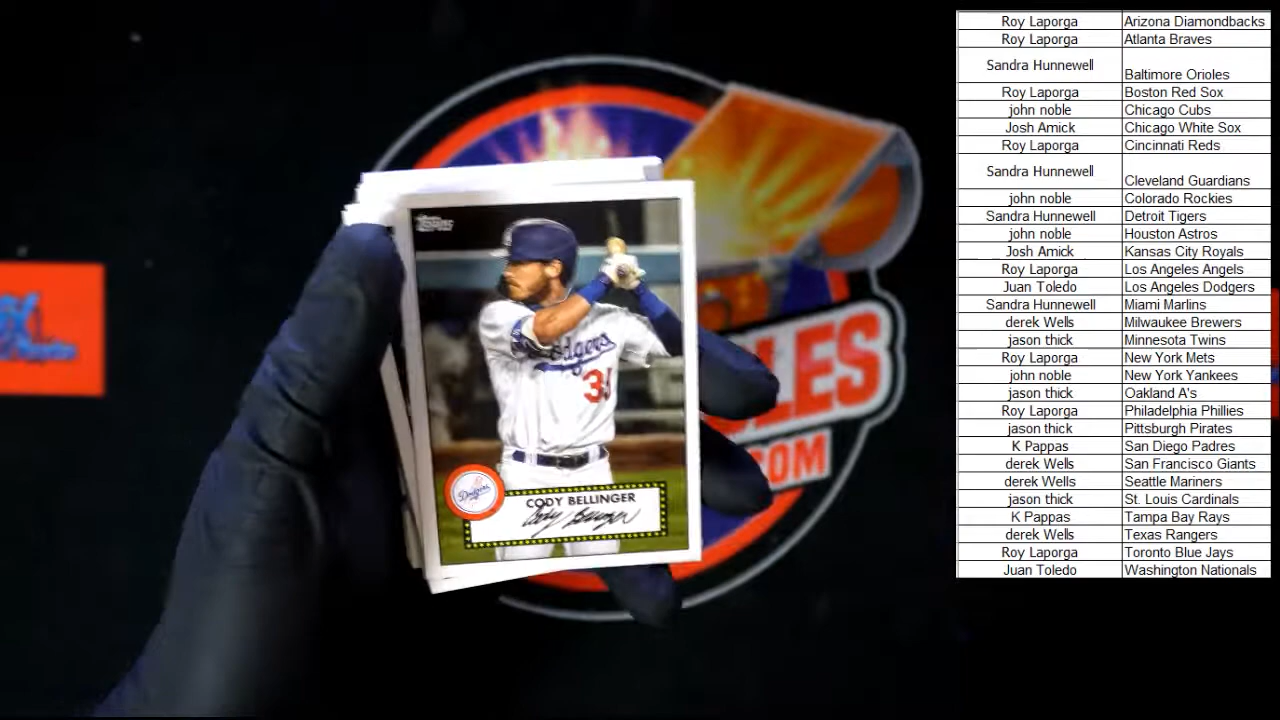 Topps
Dodgers
35
Dodgers
CODY BELLINGER
Cody Bellinger
LES
.COM
Roy Laporga Arizona Diamondbacks
Roy Laporga Atlanta Braves
Sandra Hunnewell Baltimore Orioles
Roy Laporga Boston Red Sox
john noble Chicago Cubs
Josh Amick Chicago White Sox
Roy Laporga Cincinnati Reds
Sandra Hunnewell Cleveland Guardians
john noble Colorado Rockies
Sandra Hunnewell Detroit Tigers
john noble Houston Astros
Josh Amick Kansas City Royals
Roy Laporga Los Angeles Angels
Juan Toledo Los Angeles Dodgers
Sandra Hunnewell Miami Marlins
derek Wells Milwaukee Brewers
jason thick Minnesota Twins
Roy Laporga New York Mets
john noble New York Yankees
jason thick Oakland A's
Roy Laporga Philadelphia Phillies
jason thick Pittsburgh Pirates
K Pappas San Diego Padres
derek Wells San Francisco Giants
derek Wells Seattle Mariners
jason thick St. Louis Cardinals
K Pappas Tampa Bay Rays
derek Wells Texas Rangers
Roy Laporga Toronto Blue Jays
Juan Toledo Washington Nationals